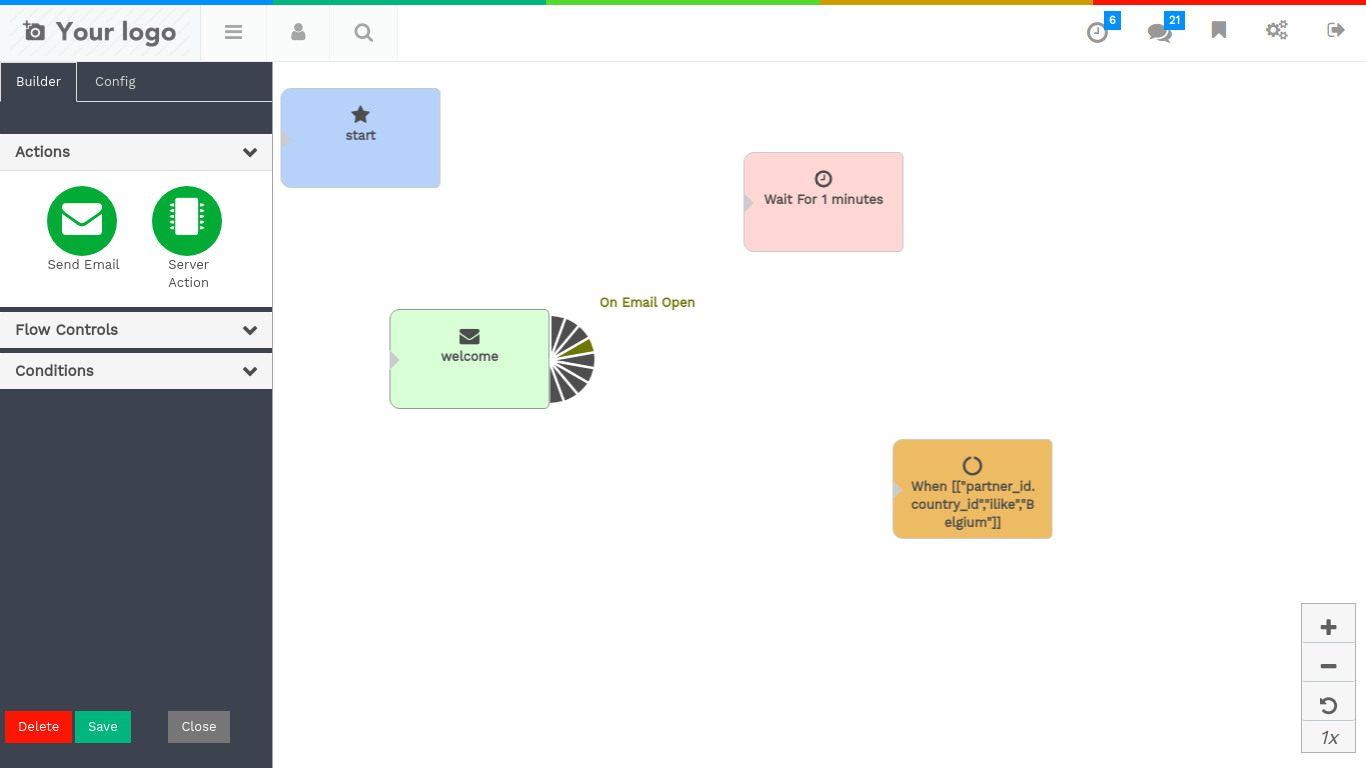 Your logo
6
21
Builder
Config
Actions
Send Email
Server
Action
Flow Controls
Conditions
start
Wait For 1 minutes
On Email Open
welcome
When [["partner_id.
country_id","ilike","B
elgium"]]
Delete
Save
Close
1x